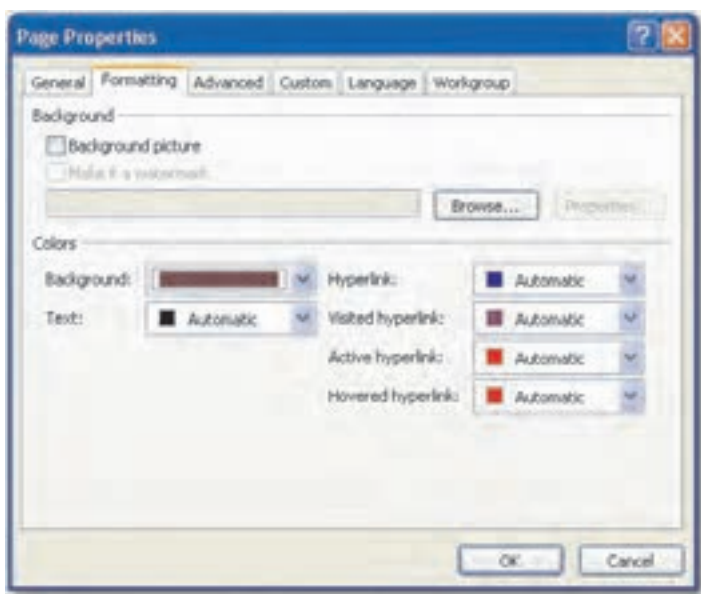 Page Properties
General Formatting Advanced Custom Language Workgroup
Background
Background picture
Make it a watermark
Browse... Properties...
Colors
Background: Hyperlink: Automatic
Text: Automatic Visited hyperlink: Automatic
Active hyperlink: Automatic
Hovered hyperlink: Automatic
OK Cancel